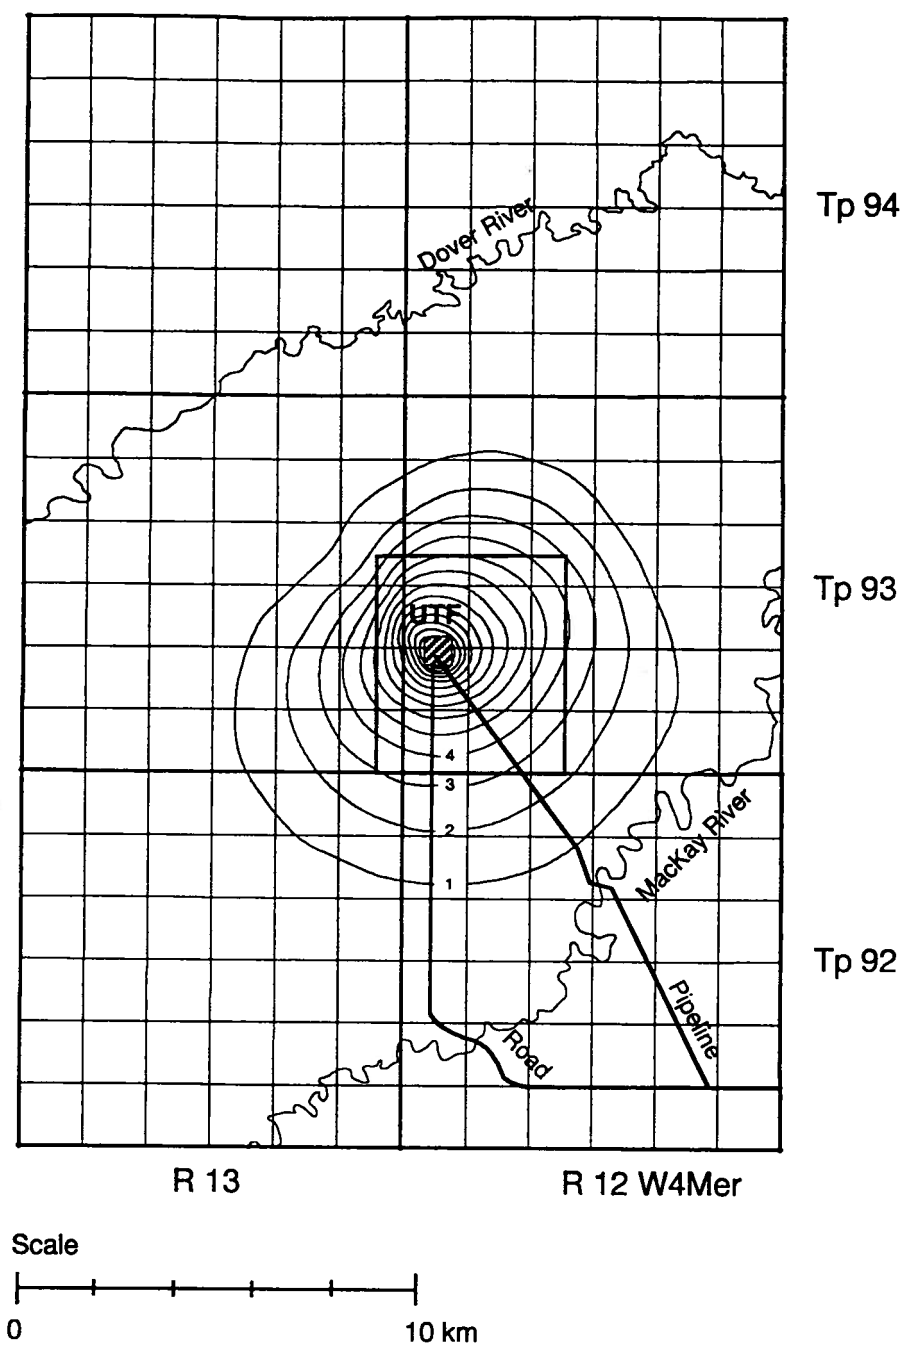 Tp 94
Dover River
Tp 93
UTF
4
3
2
1
MacKay River
Tp 92
Pipeline
Road
R 13
R 12 W4Mer
Scale
0
10 km